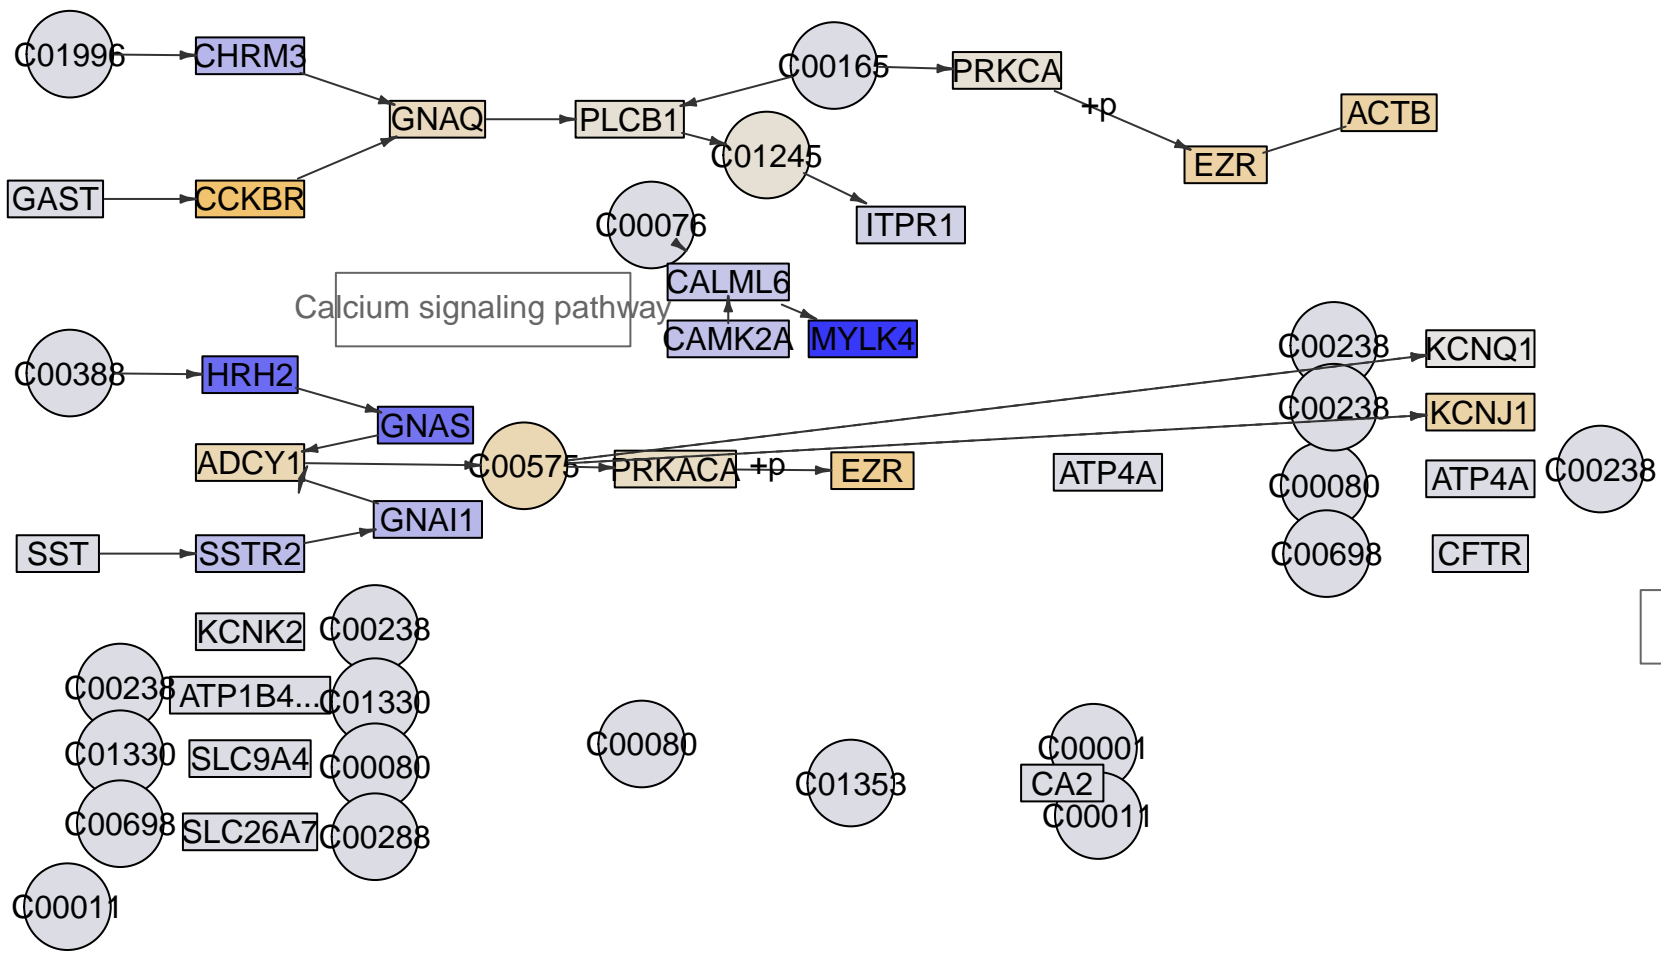 C01996
CHRM3
C00165
PRKCA
GNAQ
PLCB1
+p
ACTB
C01245
EZR
GAST
CCKBR
C00076
ITPR1
CALML6
Calcium signaling pathway
CAMK2A
MYLK4
C00238
KCNQ1
C00388
HRH2
C00238
KCNJ1
GNAS
ADCY1
C00575
PRKACA
+p
EZR
ATP4A
C00080
ATP4A
C00238
GNAI1
SST
SSTR2
C00698
CFTR
KCNK2
C00238
C00238
ATP1B4...
C01330
C01330
SLC9A4
C00080
C00080
C01353
C00001
CA2
C00011
C00698
SLC26A7
C00288
C00011